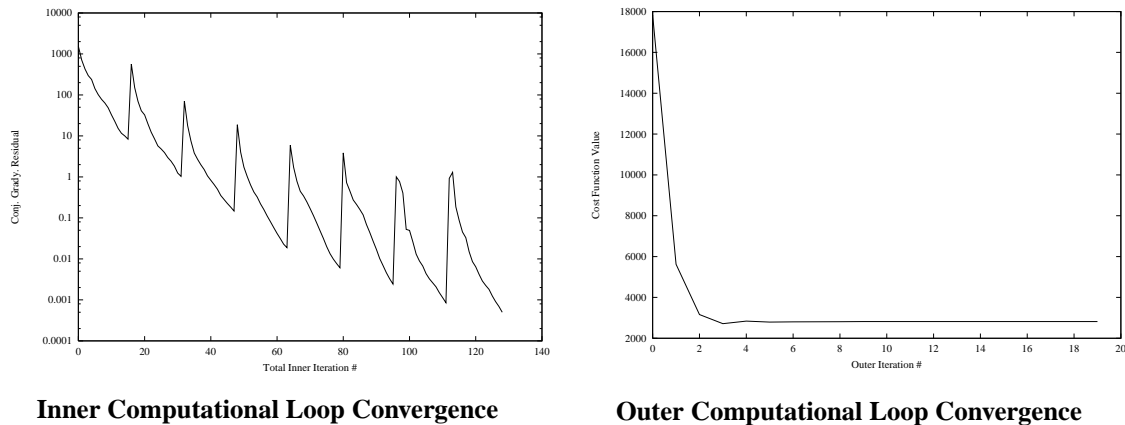 10000
1000
100
10
1
0.1
0.01
0.001
0.0001
Conj. Grady. Residual
0 20 40 60 80 100 120 140
Total Inner Iteration #
Inner Computational Loop Convergence
18000
16000
14000
12000
10000
8000
6000
4000
2000
Cost Function Value
0 2 4 6 8 10 12 14 16 18 20
Outer Iteration #
Outer Computational Loop Convergence